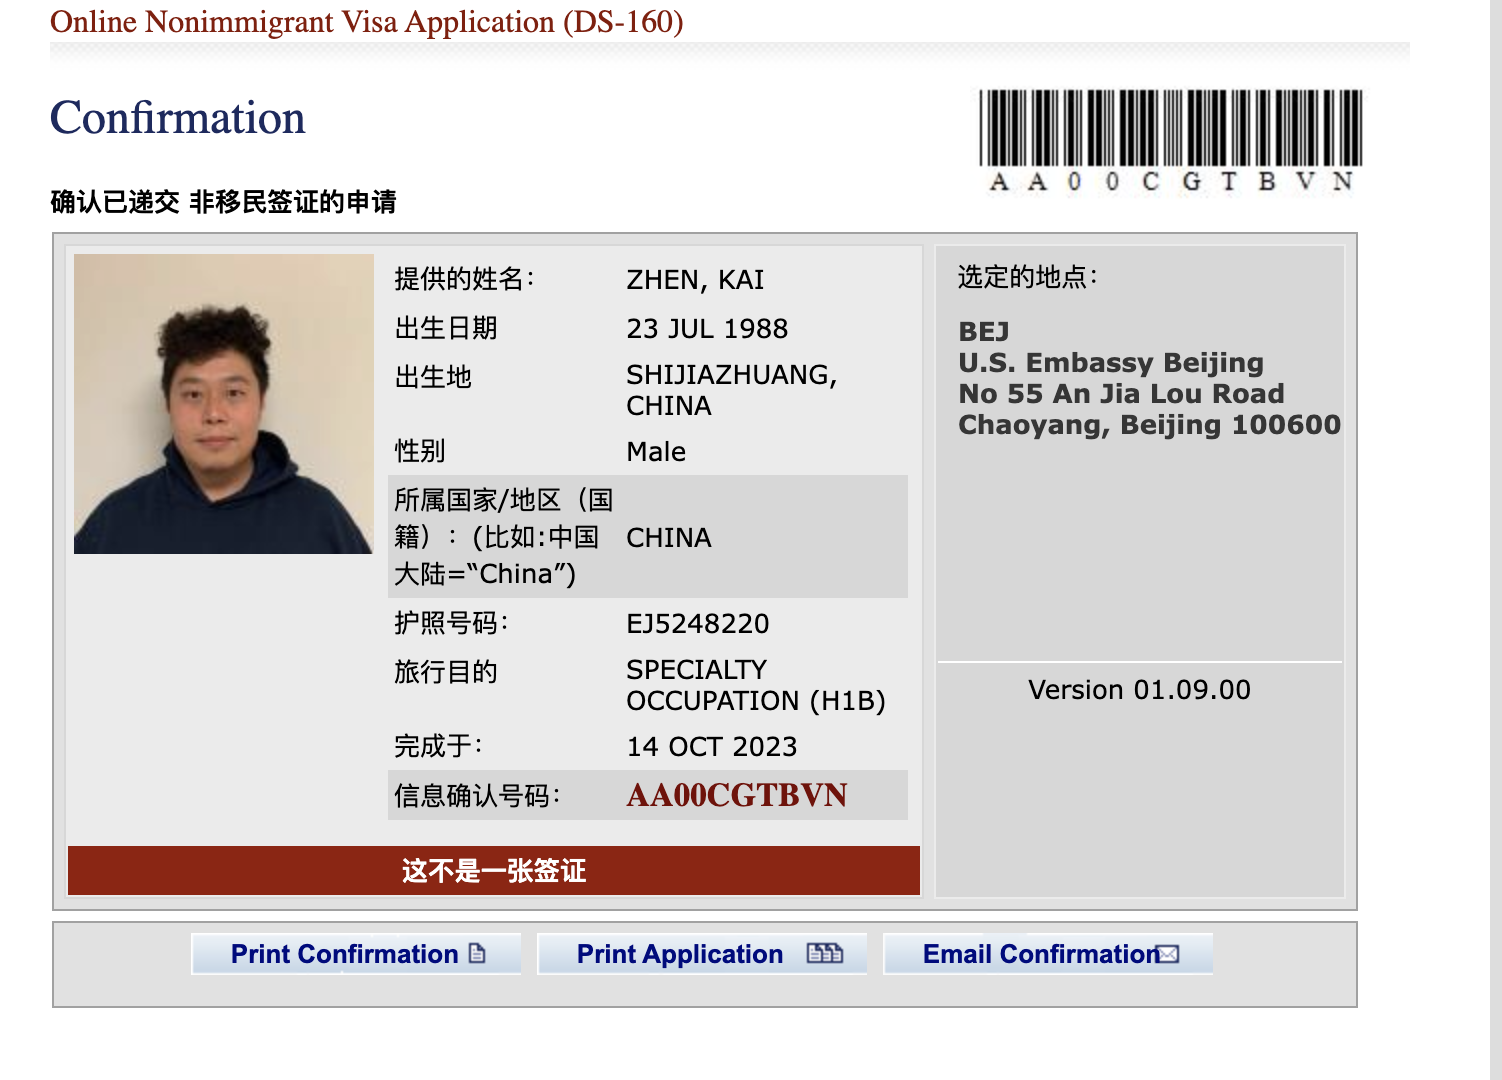 Online Nonimmigrant Visa Application (DS-160)
Confirmation
AA00CGTBVN
确认已递交 非移民签证的申请
提供的姓名: ZHEN, KAI
出生日期 23 JUL 1988
出生地 SHIJIAZHUANG,
CHINA
性别 Male
所属国家/地区（国
籍）: (比如:中国
大陆=“China”) CHINA
护照号码: EJ5248220
旅行目的 SPECIALTY
OCCUPATION (H1B)
完成于: 14 OCT 2023
信息确认号码: AA00CGTBVN
这不是一张签证
选定的地点:
BEJ
U.S. Embassy Beijing
No 55 An Jia Lou Road
Chaoyang, Beijing 100600
Version 01.09.00
Print Confirmation
Print Application
Email Confirmation